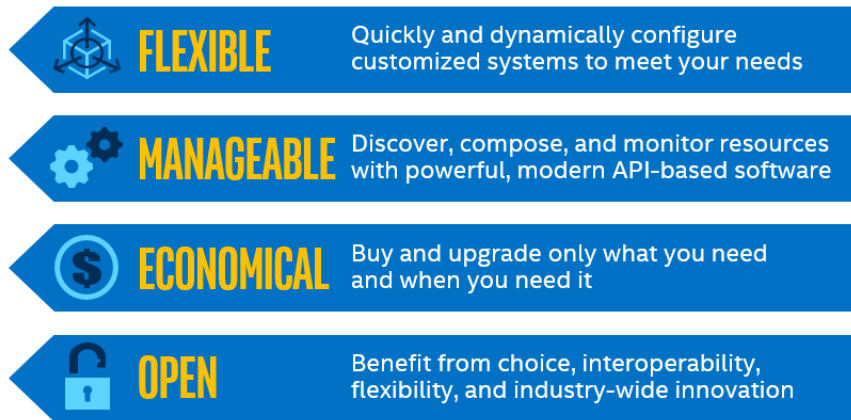 FLEXIBLE
Quickly and dynamically configure
customized systems to meet your needs
MANAGEABLE
Discover, compose, and monitor resources
with powerful, modern API-based software
$
ECONOMICAL
Buy and upgrade only what you need
and when you need it
OPEN
Benefit from choice, interoperability,
flexibility, and industry-wide innovation